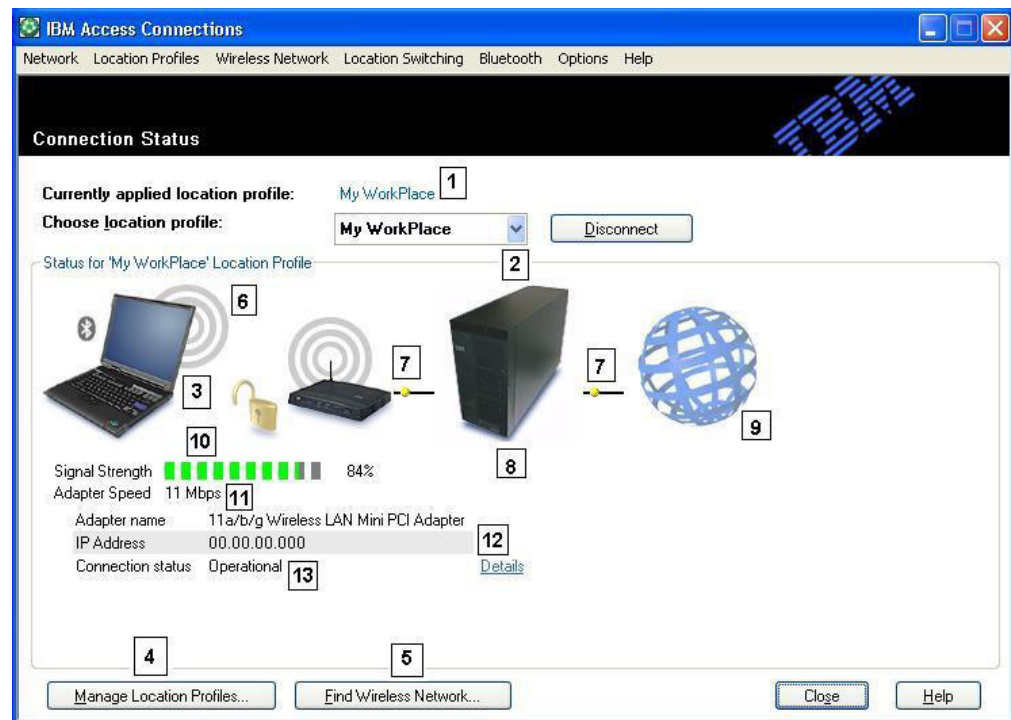 IBM Access Connections
Network Location Profiles Wireless Network Location Switching Bluetooth Options Help
IBM
Connection Status
Currently applied location profile: My WorkPlace 1
Choose location profile: My WorkPlace Disconnect
2
Status for 'My WorkPlace' Location Profile
6
7
7
3
9
10
8
Signal Strength 84%
Adapter Speed 11 Mbps 11
Adapter name 11a/b/g Wireless LAN Mini PCI Adapter
IP Address 00.00.00.000 12
Connection status Operational 13 Details
4
5
Manage Location Profiles... Find Wireless Network... Close Help